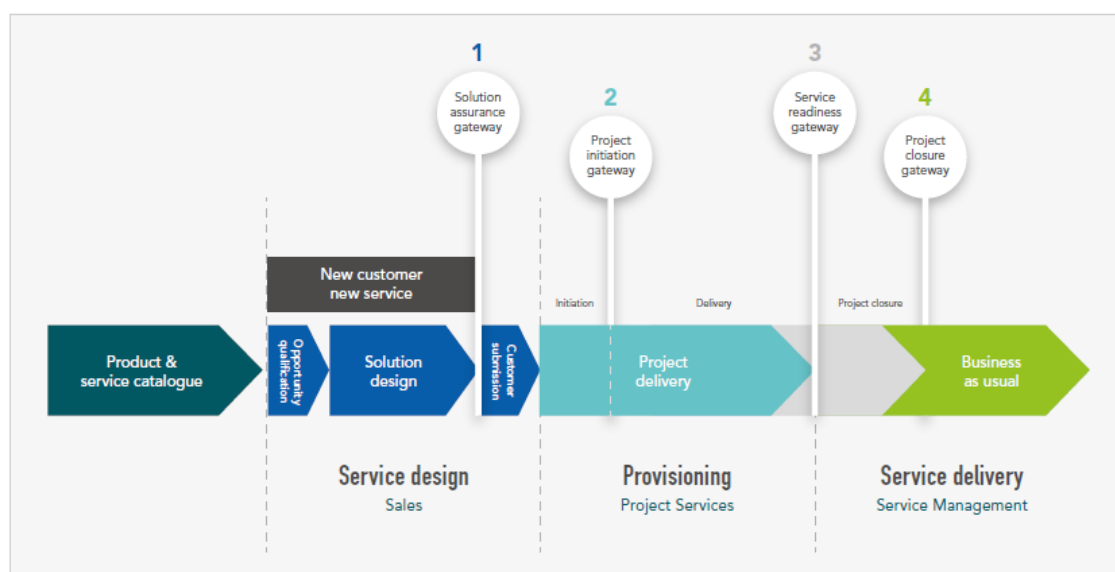 1
Solution
assurance
gateway
2
Project
initiation
gateway
3
Service
readiness
gateway
4
Project
closure
gateway
New customer
new service
Initiation
Delivery
Project closure
Product &
service catalogue
Opportunity
qualification
Solution
design
Customer
submission
Project
delivery
Business
as usual
Service design
Sales
Provisioning
Project Services
Service delivery
Service Management